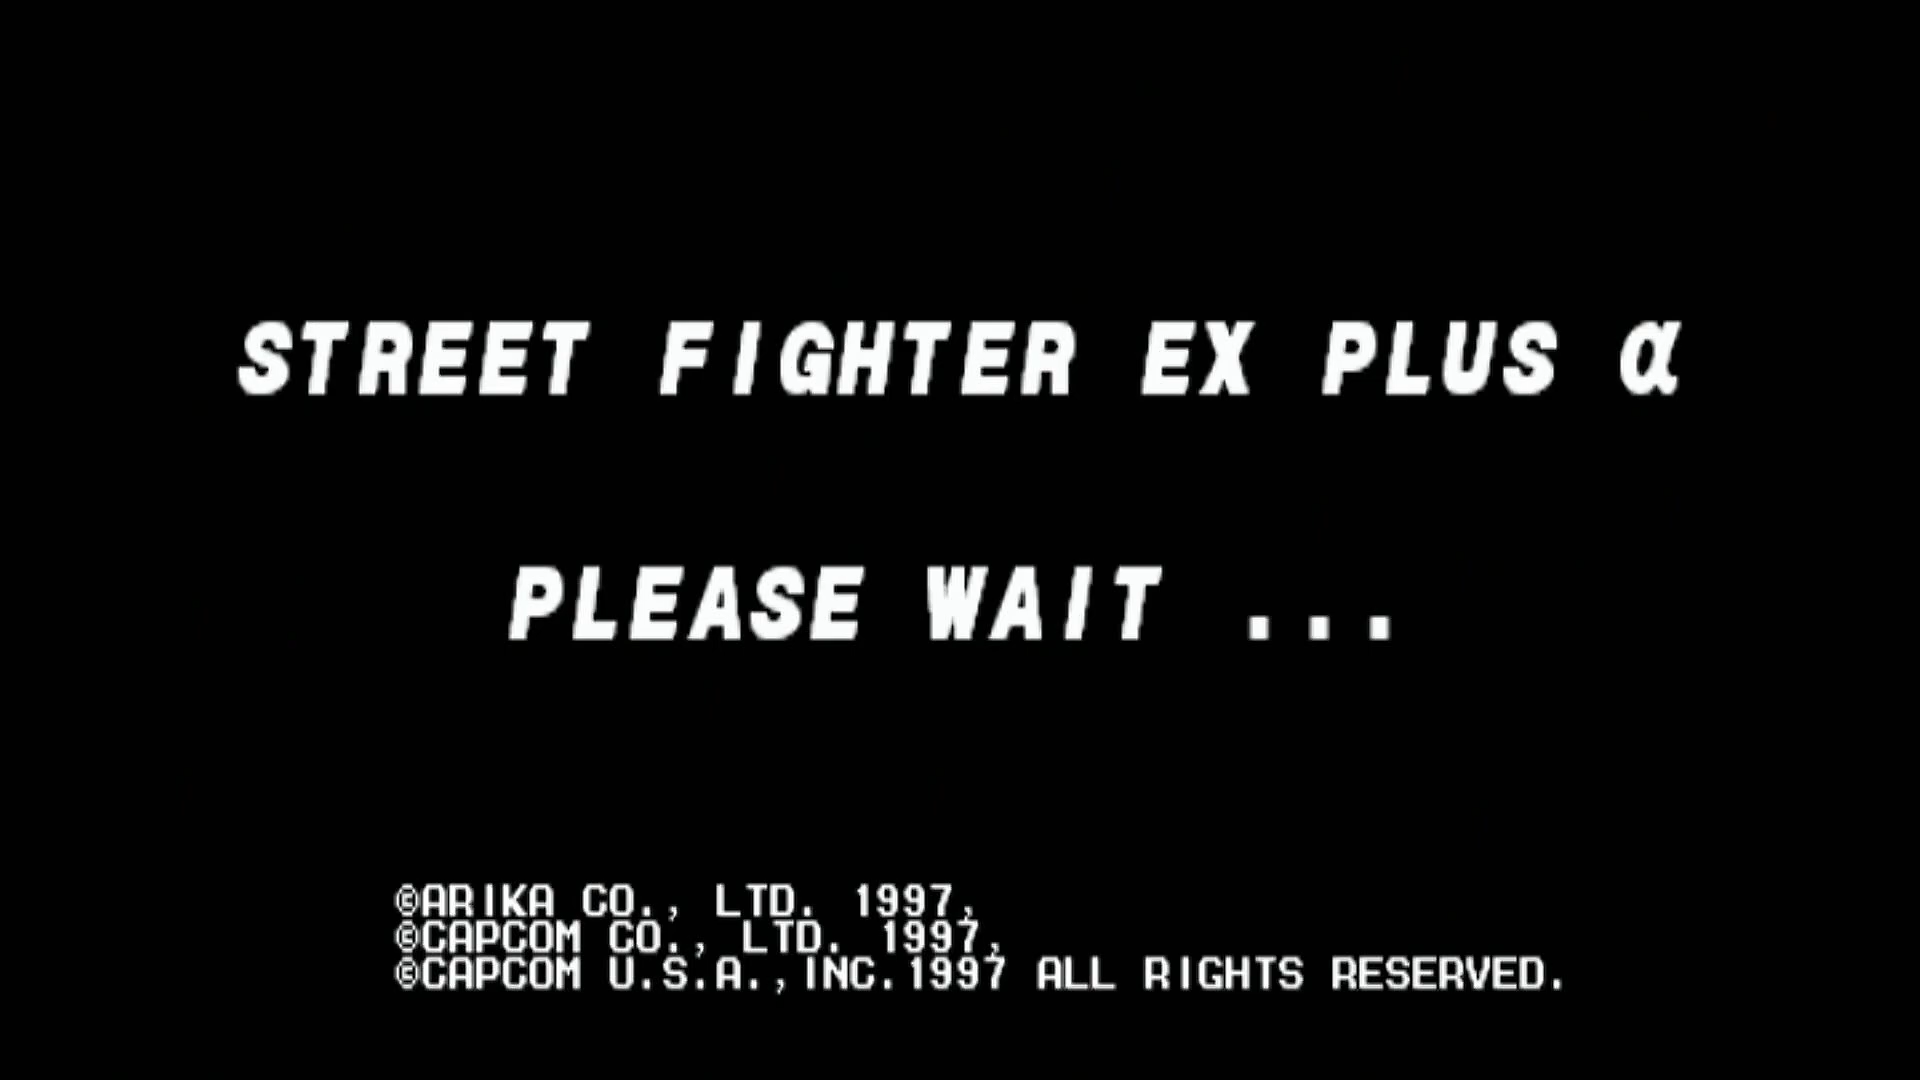 STREET FIGHTER EX PLUS α
PLEASE WAIT ...
©ARIKA CO., LTD. 1997,
©CAPCOM CO., LTD. 1997,
©CAPCOM U.S.A.,INC.1997 ALL RIGHTS RESERVED.